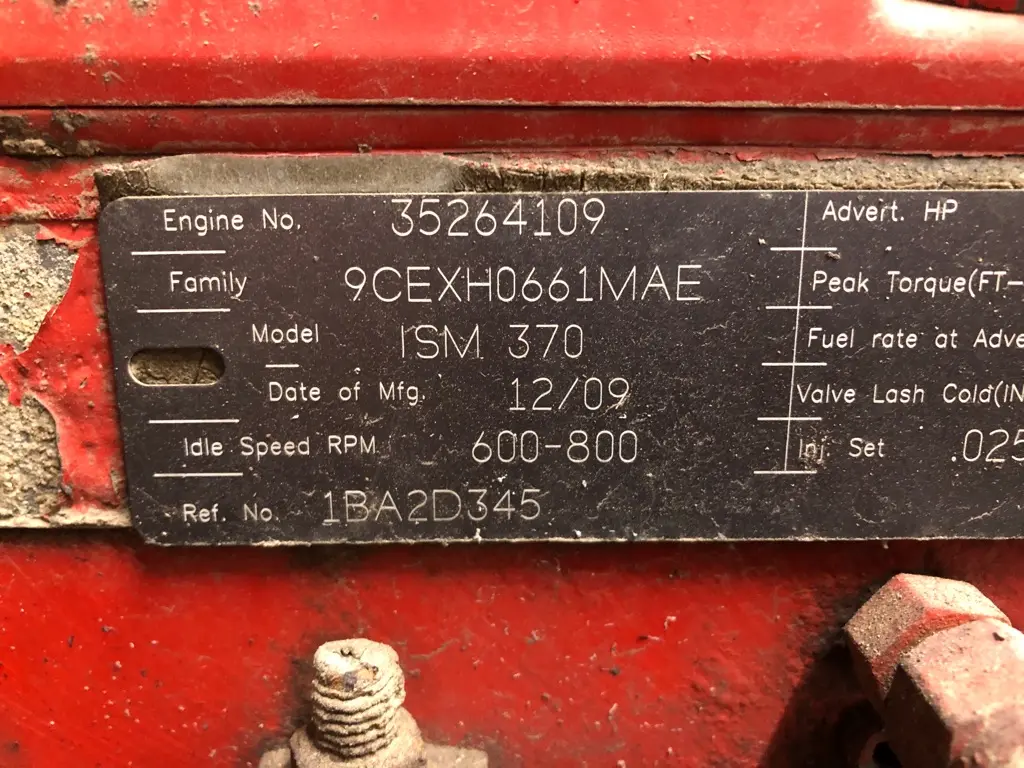 Engine No. 35264109 Advert. HP
Family 9CEXH0661MAE Peak Torque(FT-
Model ISM 370 Fuel rate at Adve
Date of Mfg. 12/09 Valve Lash Cold(IN
Idle Speed RPM 600-800 Inj. Set .025
Ref. No. 1BA2D345